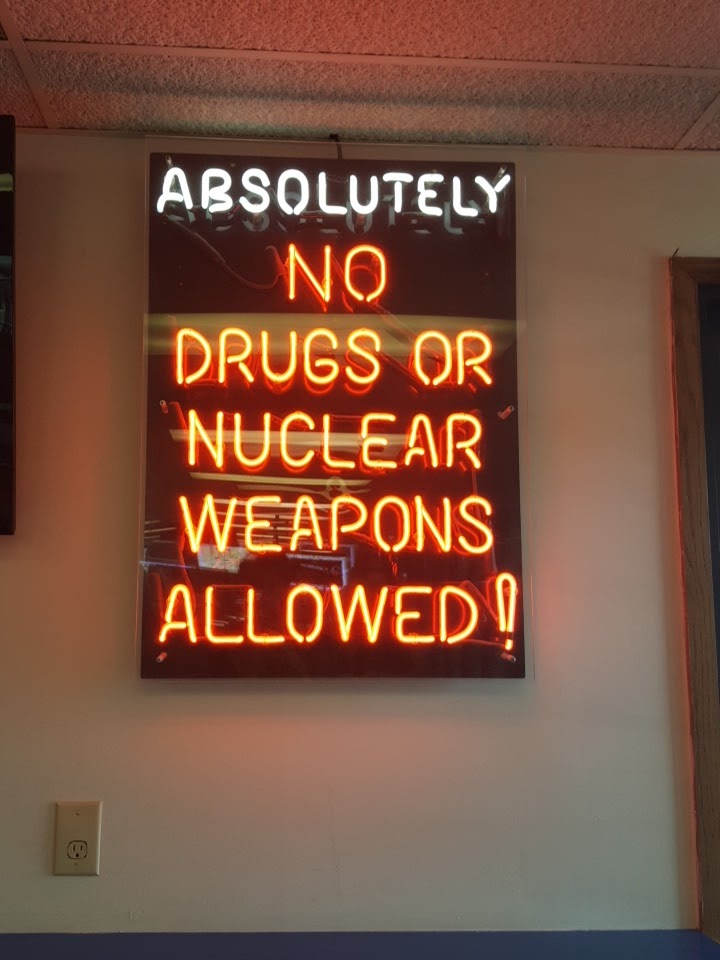 ABSOLUTELY
NO
DRUGS OR
NUCLEAR
WEAPONS
ALLOWED!